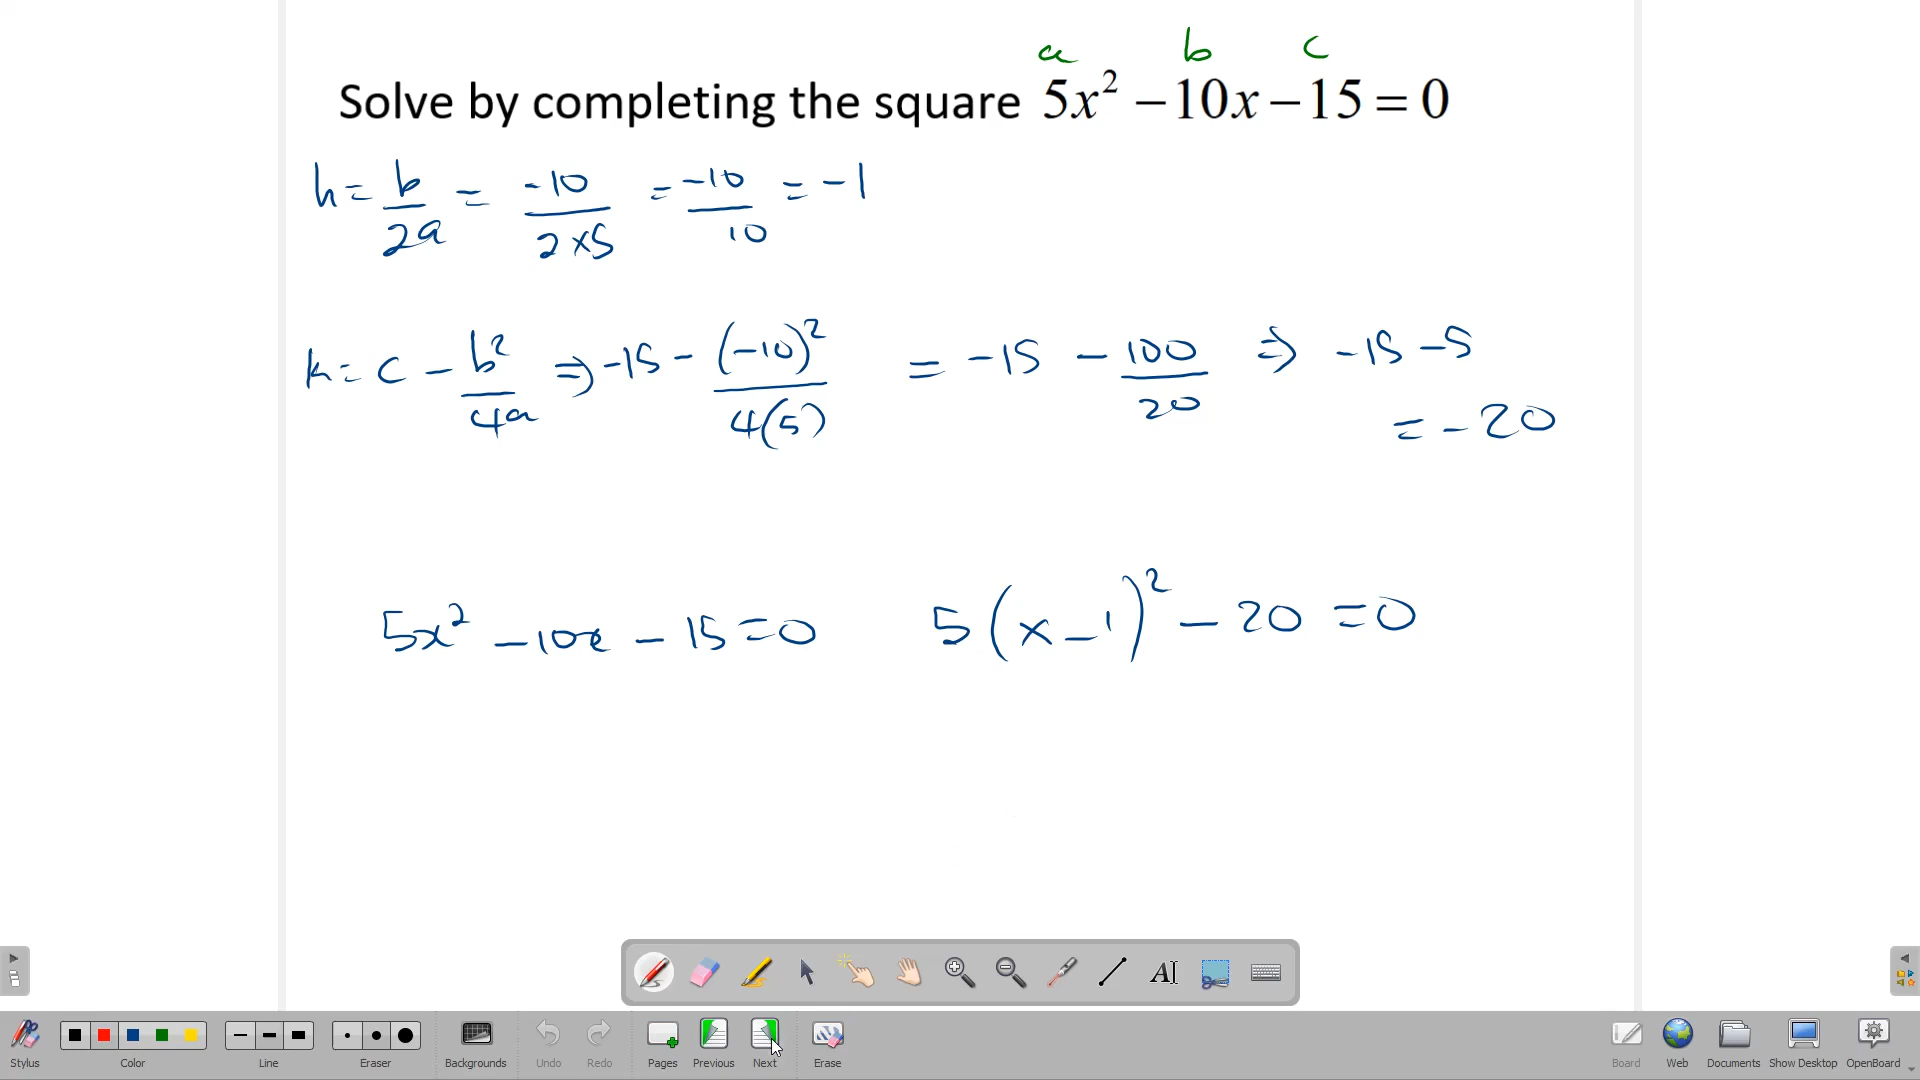 a b c
Solve by completing the square 5x² − 10x − 15 = 0
h = b/2a = -10/2×5 = -10/10 = -1
k = c - b²/4a ⇒ -15 - (-10)²/4(5) = -15 - 100/20 ⇒ -15 - 5
= -20
5x² - 10x - 15 = 0 5(x - 1)² - 20 = 0
AI
Stylus Color Line Eraser Backgrounds Undo Redo Pages Previous Next Erase Board Web Documents Show Desktop OpenBoard